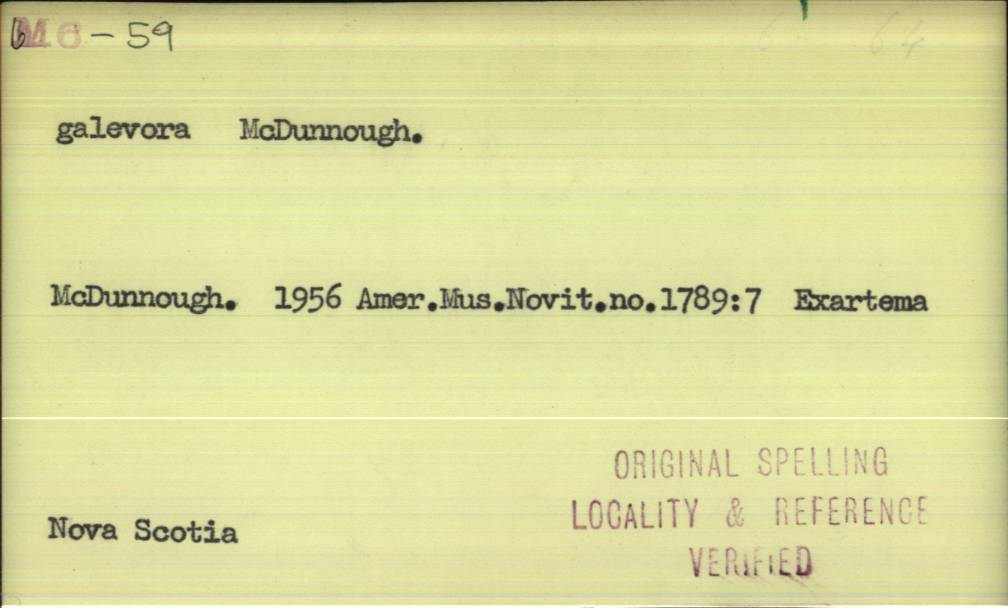 - 59
galevora McDunnough.
McDunnough. 1956 Amer.Mus.Novit.no.1789:7 Exartema
ORIGINAL SPELLING
LOCALITY & REFERENCE
Nova Scotia
VERIFIED